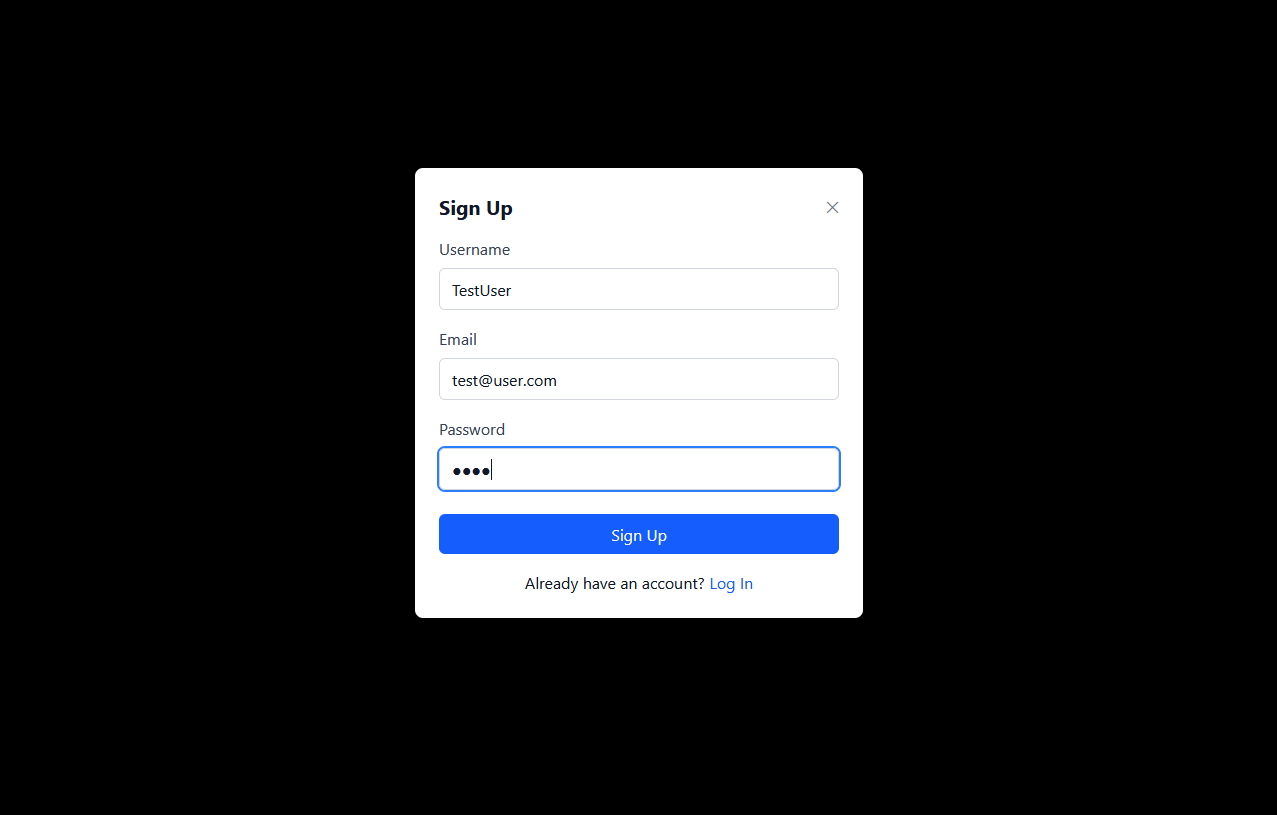 Sign Up
Username
TestUser
Email
test@user.com
Password
●●●●
Sign Up
Already have an account? Log In